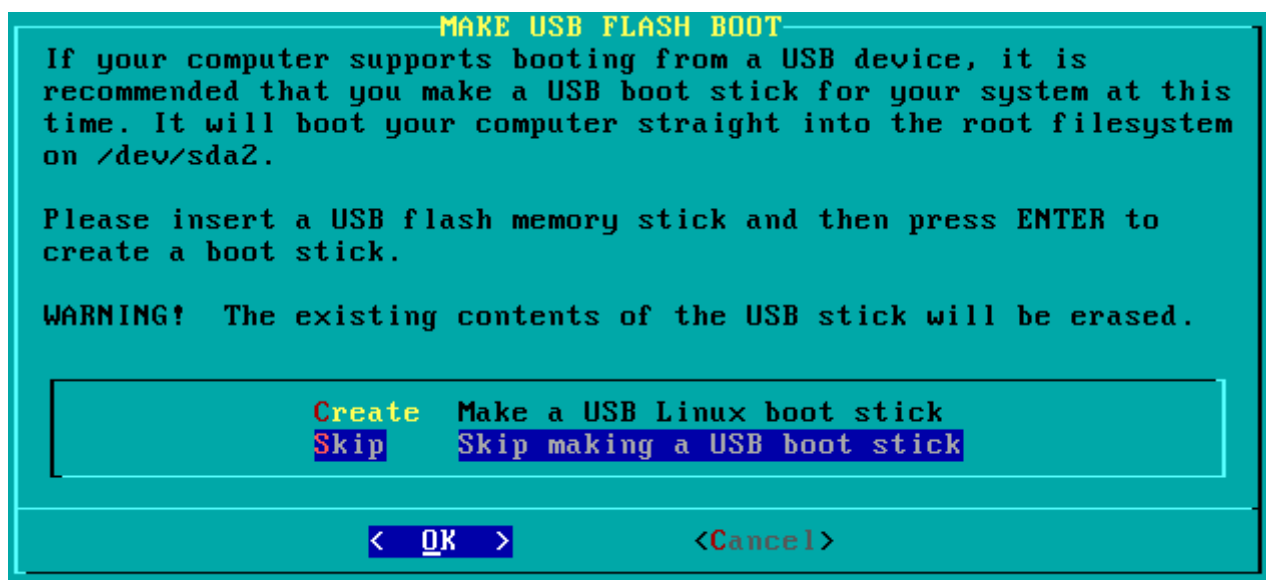 MAKE USB FLASH BOOT
If your computer supports booting from a USB device, it is
recommended that you make a USB boot stick for your system at this
time. It will boot your computer straight into the root filesystem
on /dev/sda2.
Please insert a USB flash memory stick and then press ENTER to
create a boot stick.
WARNING!  The existing contents of the USB stick will be erased.
Create  Make a USB Linux boot stick
Skip    Skip making a USB boot stick
<  OK  >  <Cancel>